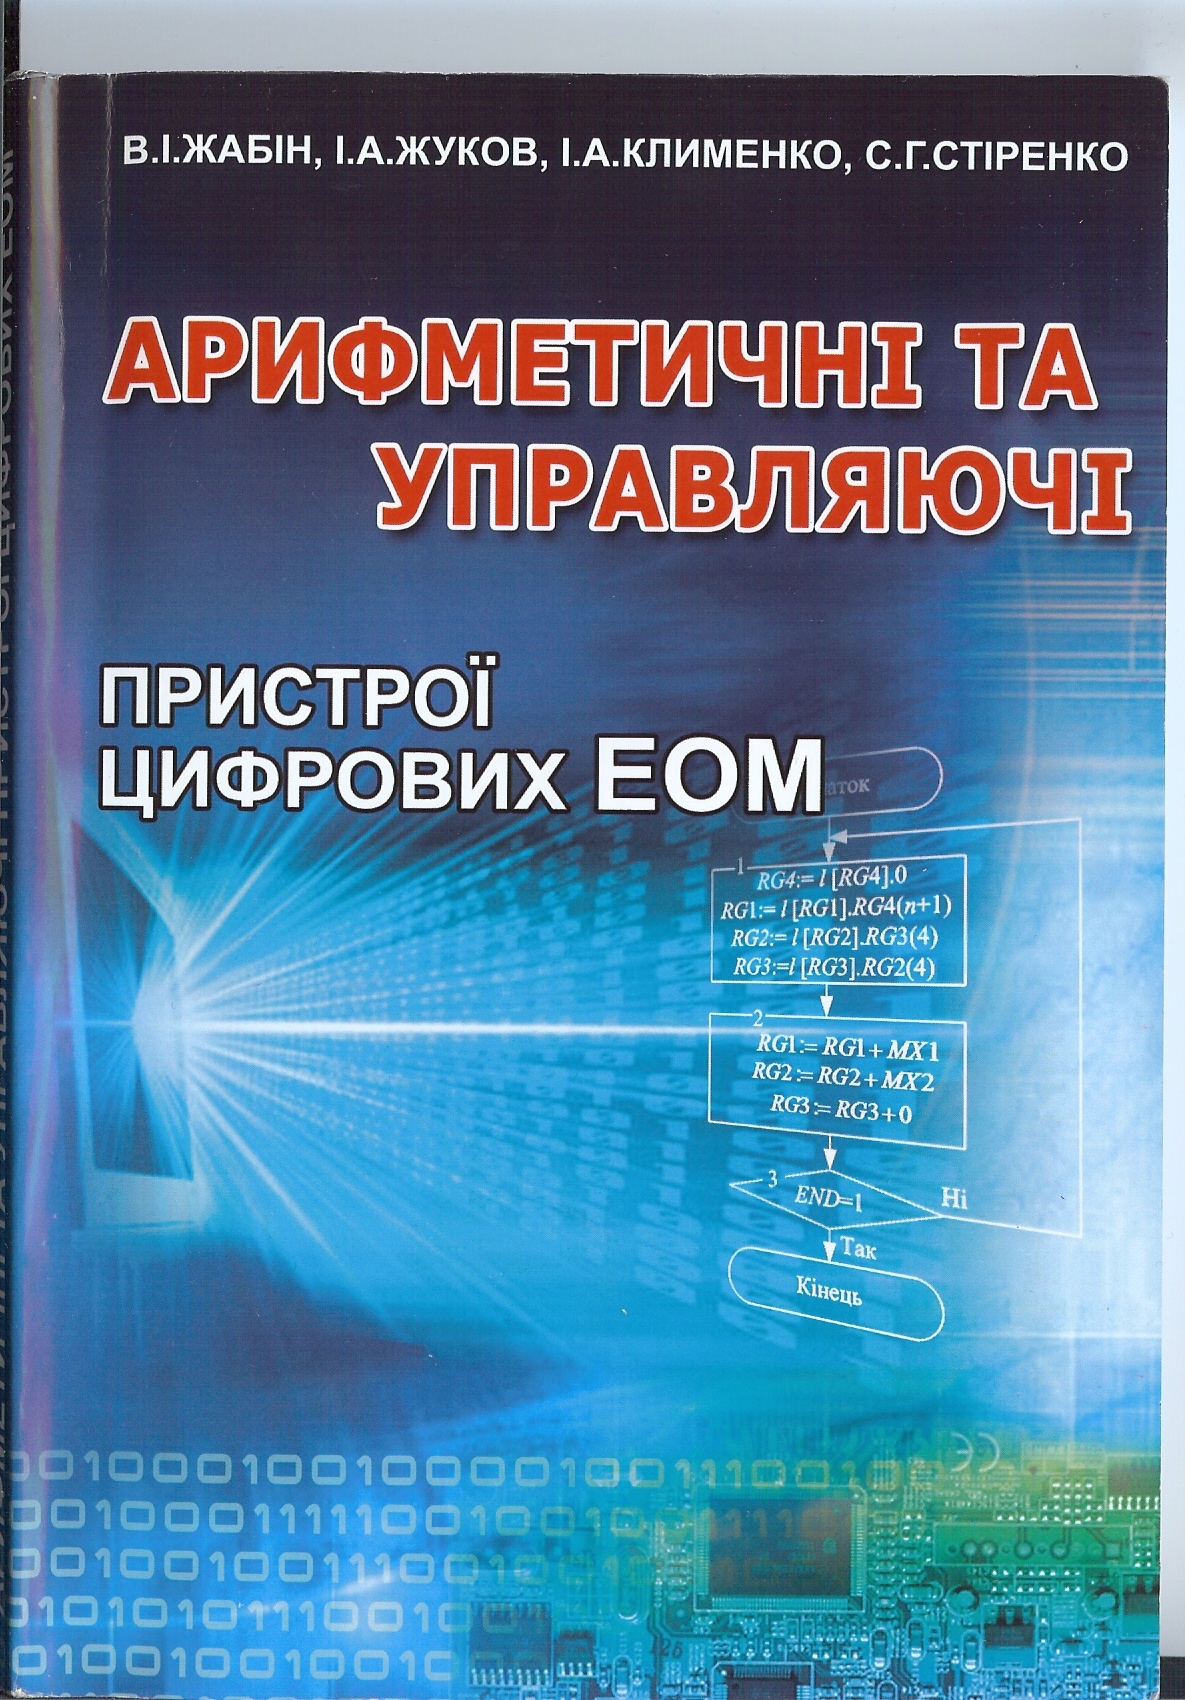 В.І.ЖАБІН, І.А.ЖУКОВ, І.А.КЛИМЕНКО, С.Г.СТІРЕНКО
АРИФМЕТИЧНІ ТА
УПРАВЛЯЮЧІ
ПРИСТРОЇ
ЦИФРОВИХ ЕОМ
1
RG4:= l [RG4].0
RG1:= l [RG1].RG4(n+1)
RG2:= l [RG2].RG3(4)
RG3:=l [RG3].RG2(4)
2
RG1:= RG1+MX1
RG2:= RG2+MX2
RG3:= RG3+0
3
END=1
Ні
Так
Кінець